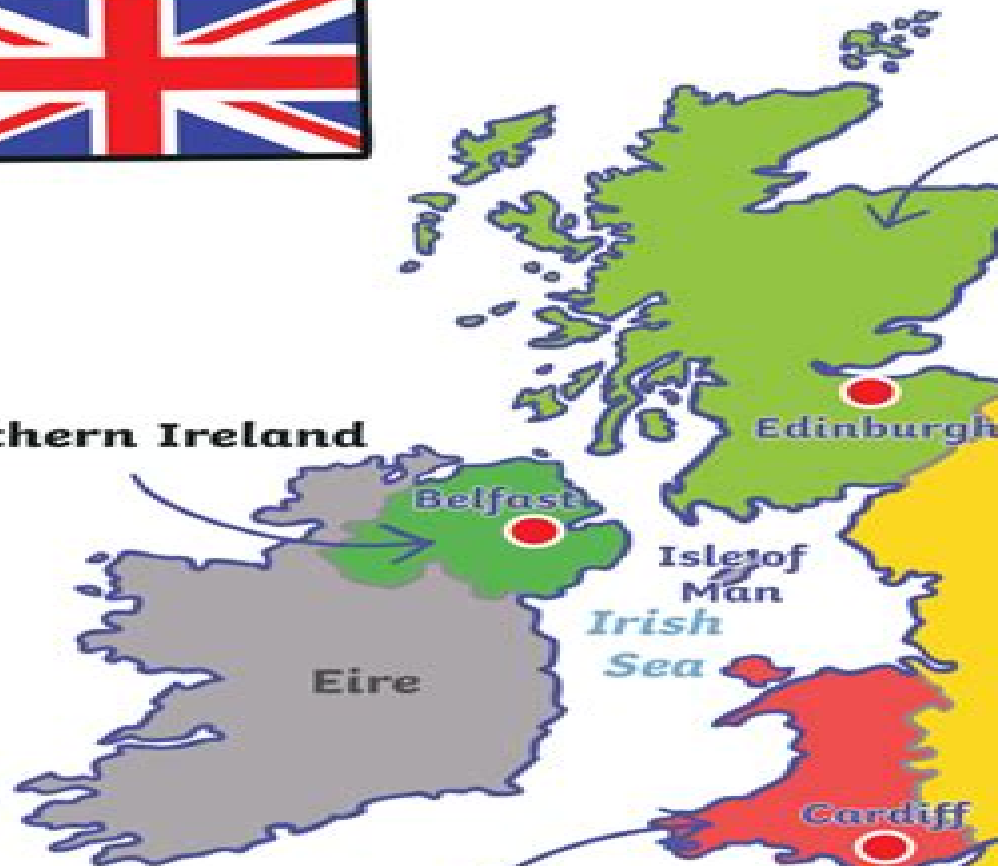 Edinburgh
thern Ireland
Belfast
Isle of
Man
Irish
Sea
Eire
Cardiff